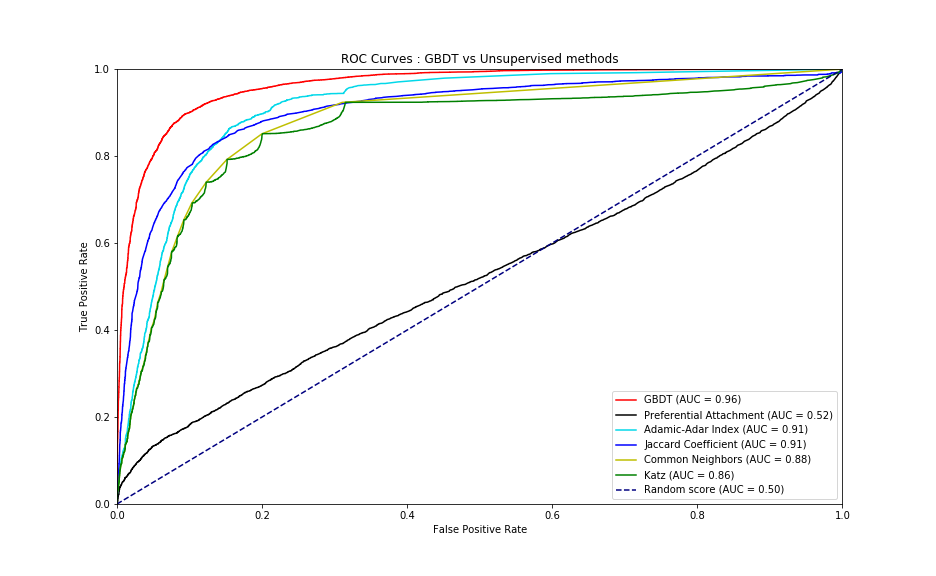 ROC Curves : GBDT vs Unsupervised methods
1.0
0.8
0.6
0.4
0.2
0.0
True Positive Rate
GBDT (AUC = 0.96)
Preferential Attachment (AUC = 0.52)
Adamic-Adar Index (AUC = 0.91)
Jaccard Coefficient (AUC = 0.91)
Common Neighbors (AUC = 0.88)
Katz (AUC = 0.86)
Random score (AUC = 0.50)
0.0 0.2 0.4 0.6 0.8 1.0
False Positive Rate